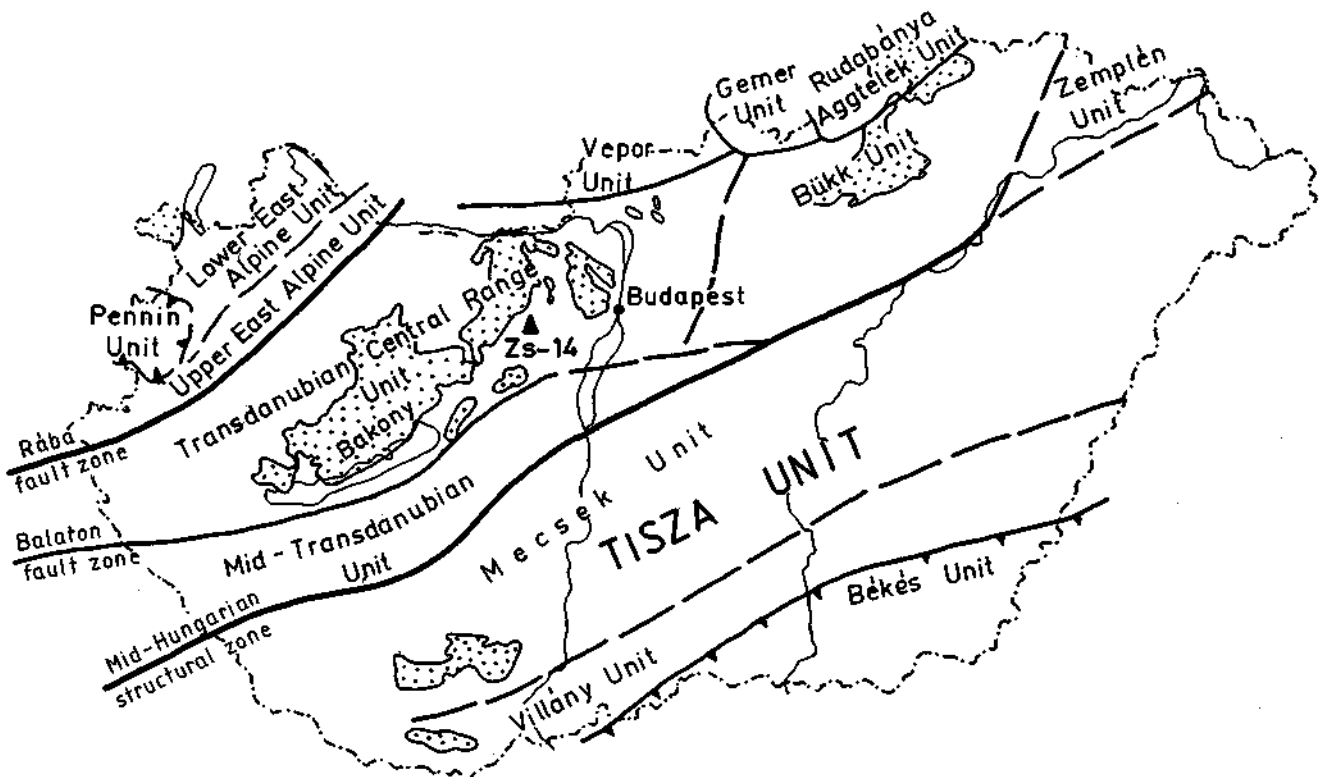 Gemer
Unit
Rudabánya
Aggtelek Unit
Zemplén
Unit
Vepor
Unit
Bükk Unit
Lower East
Alpine Unit
Upper East Alpine Unit
Pennin
Unit
Budapest
Zs-14
Transdanubian Central Range
Unit
Bakony
Rába
fault zone
Balaton
fault zone
Mid-Transdanubian
Unit
Mecsek Unit
TISZA UNIT
Mid-Hungarian
structural zone
Villány Unit
Békés Unit